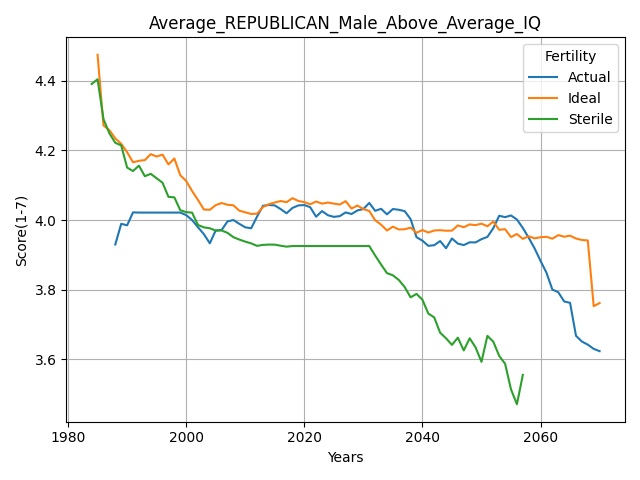 Average_REPUBLICAN_Male_Above_Average_IQ
Fertility
Actual
Ideal
Sterile
Score(1-7)
4.4
4.2
4.0
3.8
3.6
1980
2000
2020
2040
2060
Years